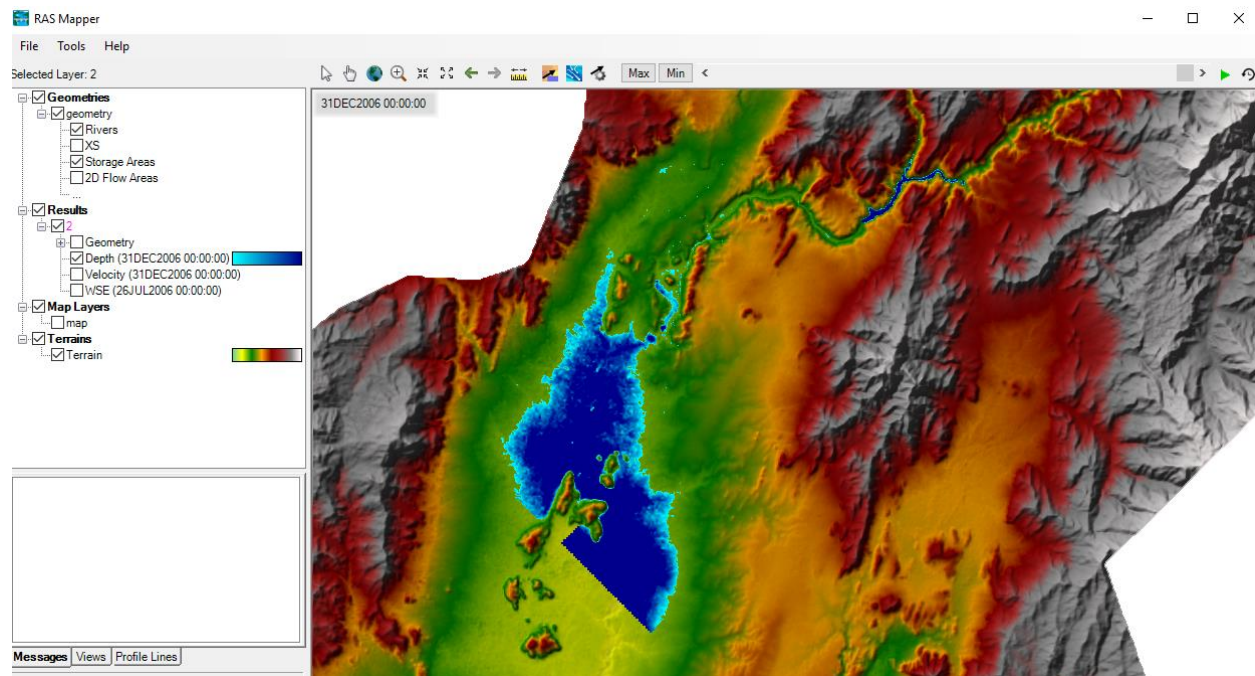 RAS Mapper
File Tools Help
Selected Layer: 2
Max Min <
>
Geometries
geometry
Rivers
XS
Storage Areas
2D Flow Areas
...
Results
2
Geometry
Depth (31DEC2006 00:00:00)
Velocity (31DEC2006 00:00:00)
WSE (26JUL2006 00:00:00)
Map Layers
map
Terrains
Terrain
31DEC2006 00:00:00
Messages Views Profile Lines